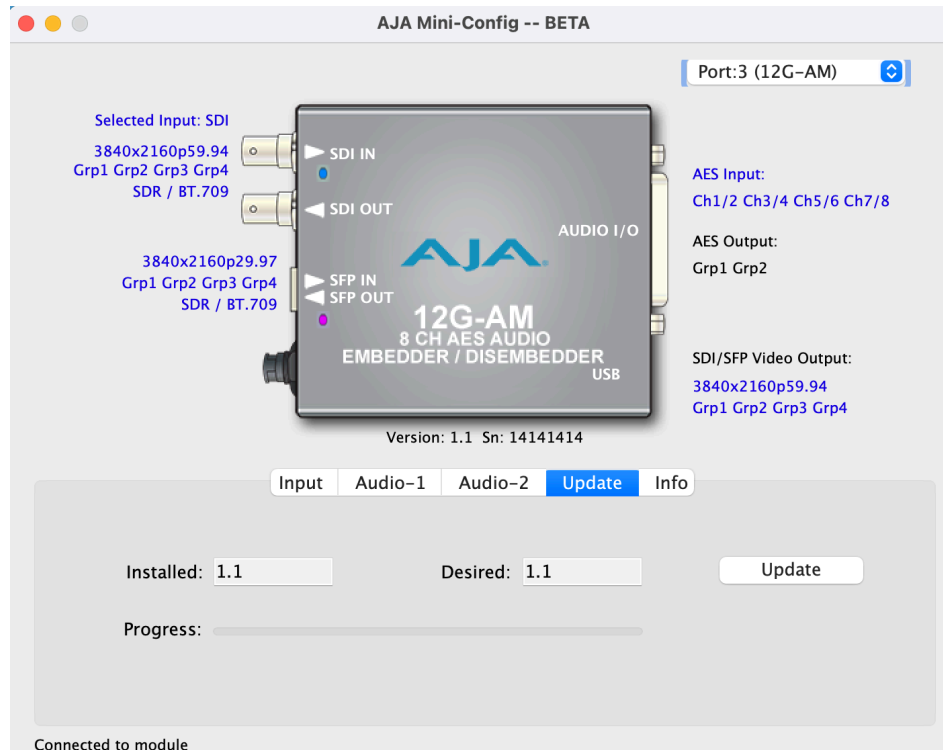 AJA Mini-Config -- BETA
Port:3 (12G-AM)
Selected Input: SDI
3840x2160p59.94
Grp1 Grp2 Grp3 Grp4
SDR / BT.709
3840x2160p29.97
Grp1 Grp2 Grp3 Grp4
SDR / BT.709
SDI IN
SDI OUT
AUDIO I/O
AJA
SFP IN
SFP OUT
12G-AM
8 CH AES AUDIO
EMBEDDER / DISEMBEDDER
USB
AES Input:
Ch1/2 Ch3/4 Ch5/6 Ch7/8
AES Output:
Grp1 Grp2
SDI/SFP Video Output:
3840x2160p59.94
Grp1 Grp2 Grp3 Grp4
Version: 1.1 Sn: 14141414
Input Audio-1 Audio-2 Update Info
Installed: 1.1 Desired: 1.1 Update
Progress:
Connected to module